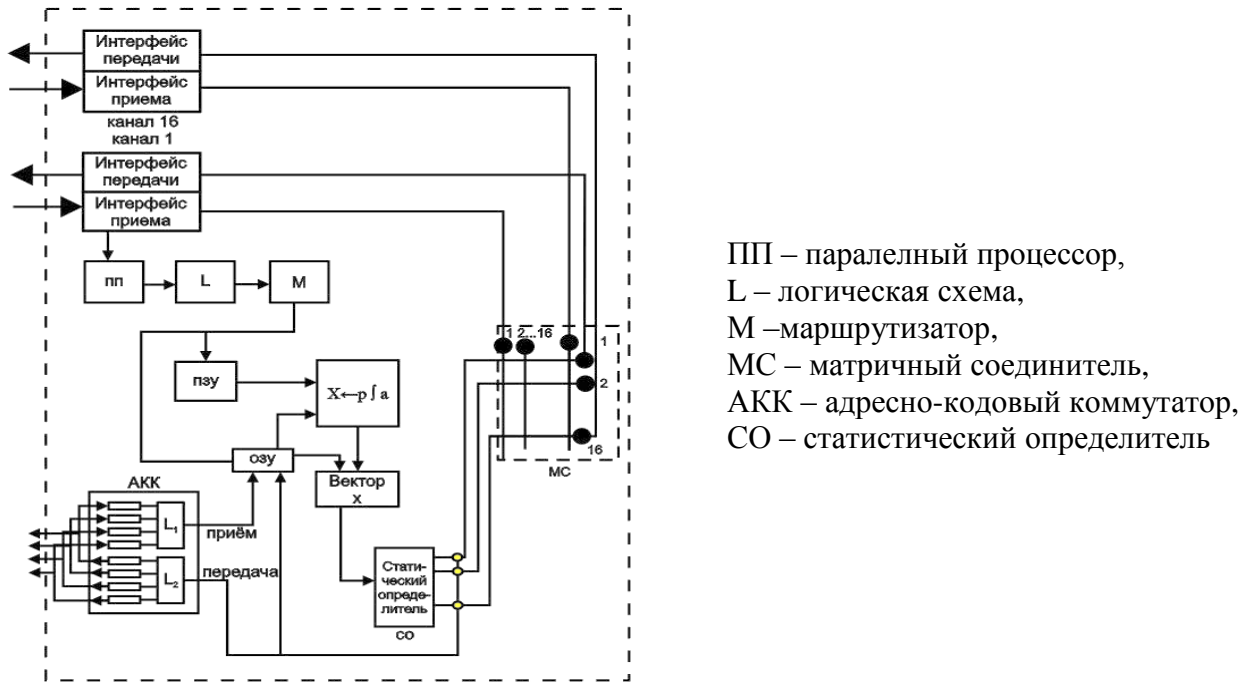 Интерфейс
передачи
Интерфейс
приема
канал 16
канал 1
Интерфейс
передачи
Интерфейс
приема
пп
L
M
1 2...16
1
2
16
МС
пзу
X←p ∫ a
озу
Вектор
x
АКК
L₁
приём
передача
L₂
Стати-
ческий
опреде-
литель
со
ПП – паралелный процессор,
L – логическая схема,
М –маршрутизатор,
МС – матричный соединитель,
АКК – адресно-кодовый коммутатор,
СО – статистический определитель